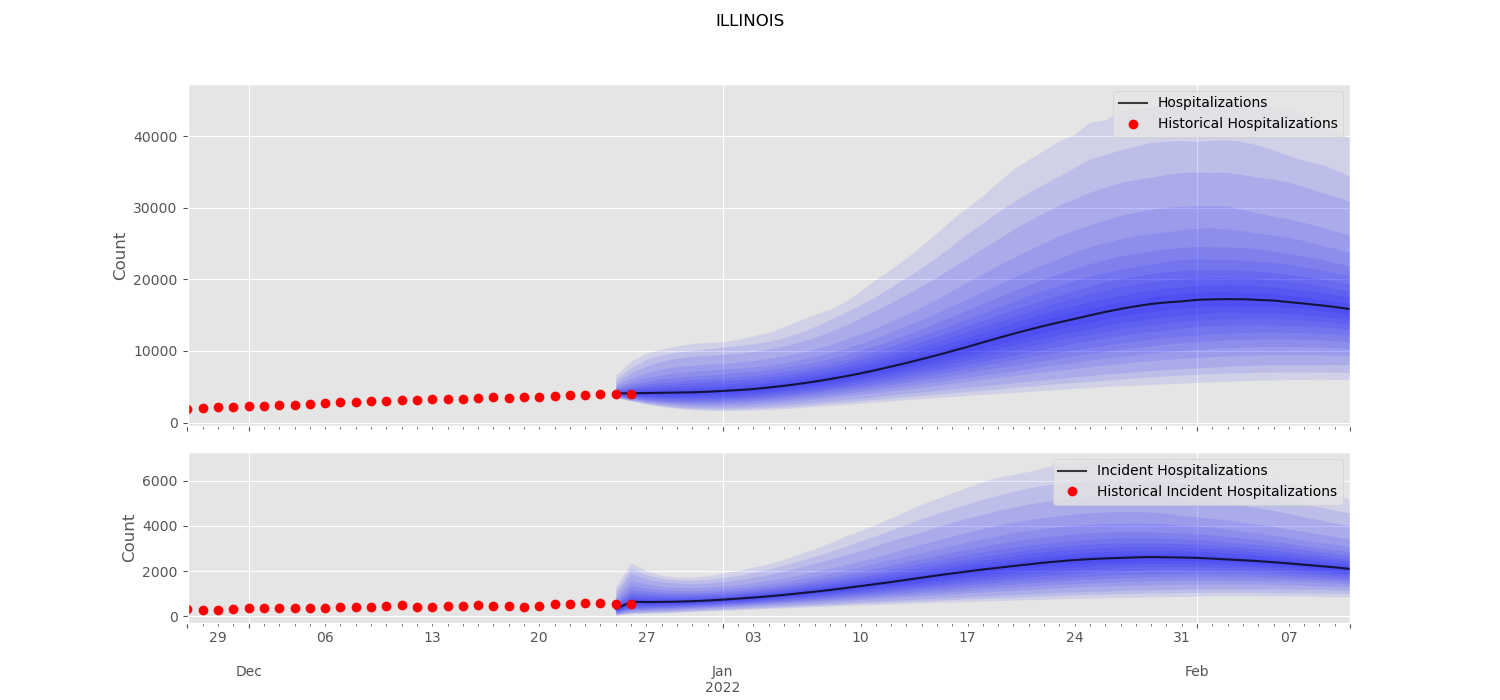 ILLINOIS
Hospitalizations
Historical Hospitalizations
40000
30000
20000
10000
0
Count
Incident Hospitalizations
Historical Incident Hospitalizations
6000
4000
2000
0
Count
29 06 13 20 27 03 10 17 24 31 07
Dec Jan Feb
2022